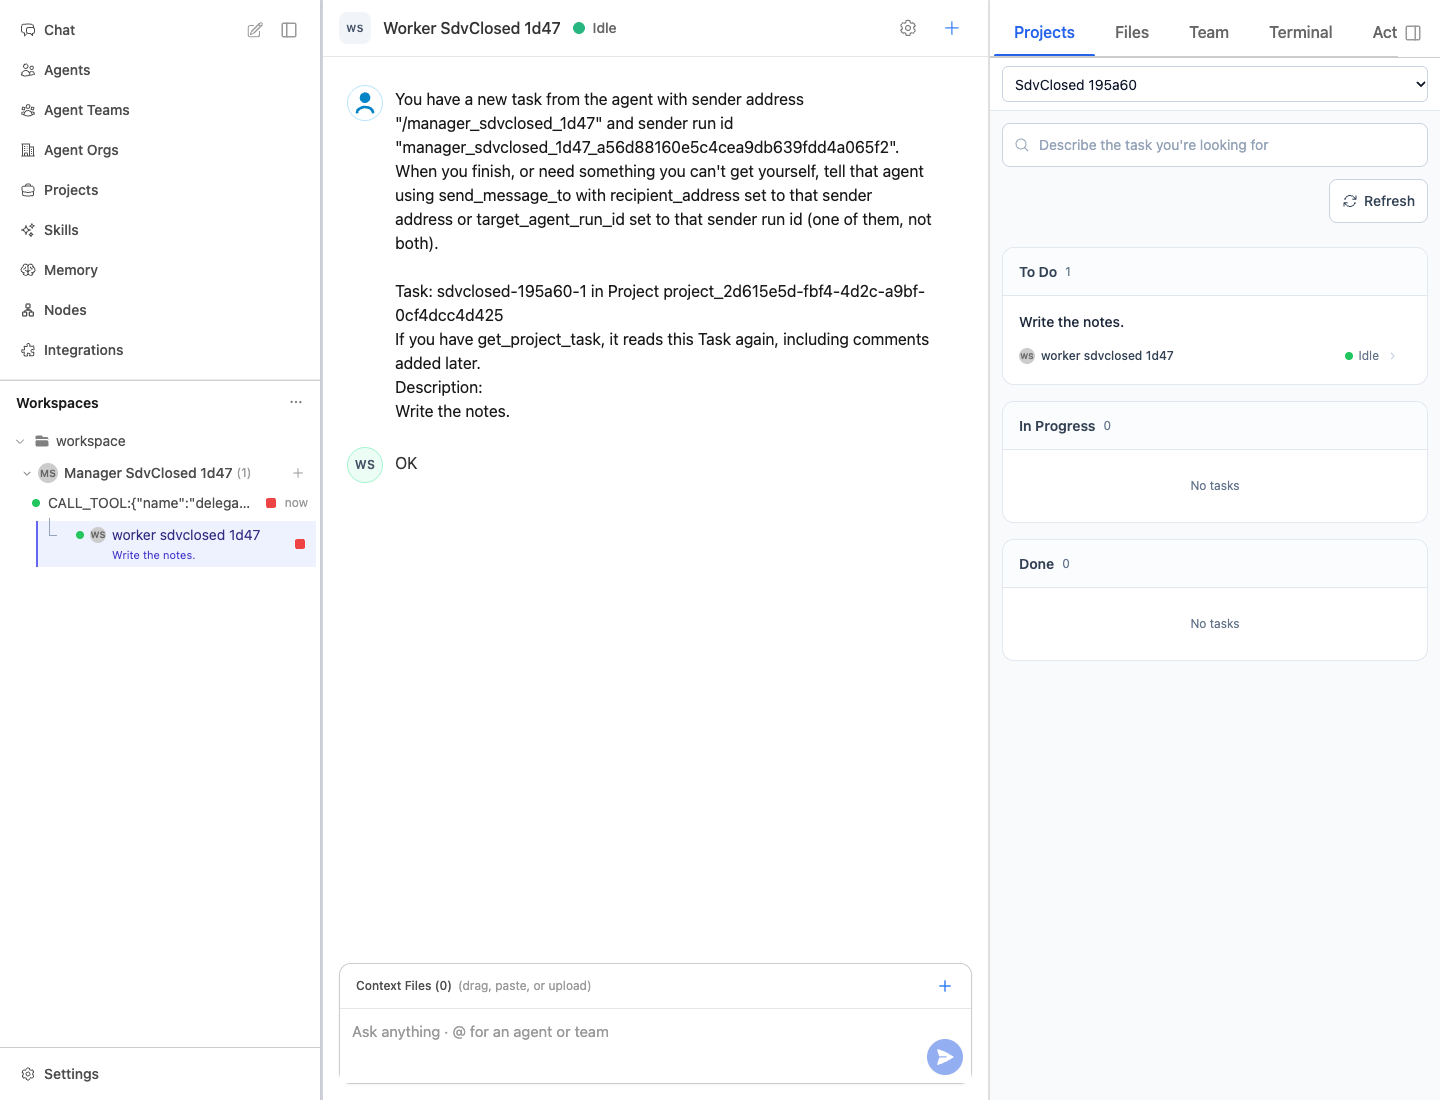 Chat
Agents
Agent Teams
Agent Orgs
Projects
Skills
Memory
Nodes
Integrations
Workspaces
workspace
MS Manager SdvClosed 1d47 (1)
CALL_TOOL:{"name":"delega... now
WS worker sdvclosed 1d47
Write the notes.
Settings
WS Worker SdvClosed 1d47 Idle
You have a new task from the agent with sender address
"/manager_sdvclosed_1d47" and sender run id
"manager_sdvclosed_1d47_a56d88160e5c4cea9db639fdd4a065f2".
When you finish, or need something you can't get yourself, tell that agent
using send_message_to with recipient_address set to that sender
address or target_agent_run_id set to that sender run id (one of them, not
both).
Task: sdvclosed-195a60-1 in Project project_2d615e5d-fbf4-4d2c-a9bf-
0cf4dcc4d425
If you have get_project_task, it reads this Task again, including comments
added later.
Description:
Write the notes.
WS OK
Context Files (0) (drag, paste, or upload)
Ask anything · @ for an agent or team
Projects Files Team Terminal Act
SdvClosed 195a60
Describe the task you're looking for
Refresh
To Do 1
Write the notes.
WS worker sdvclosed 1d47 Idle
In Progress 0
No tasks
Done 0
No tasks